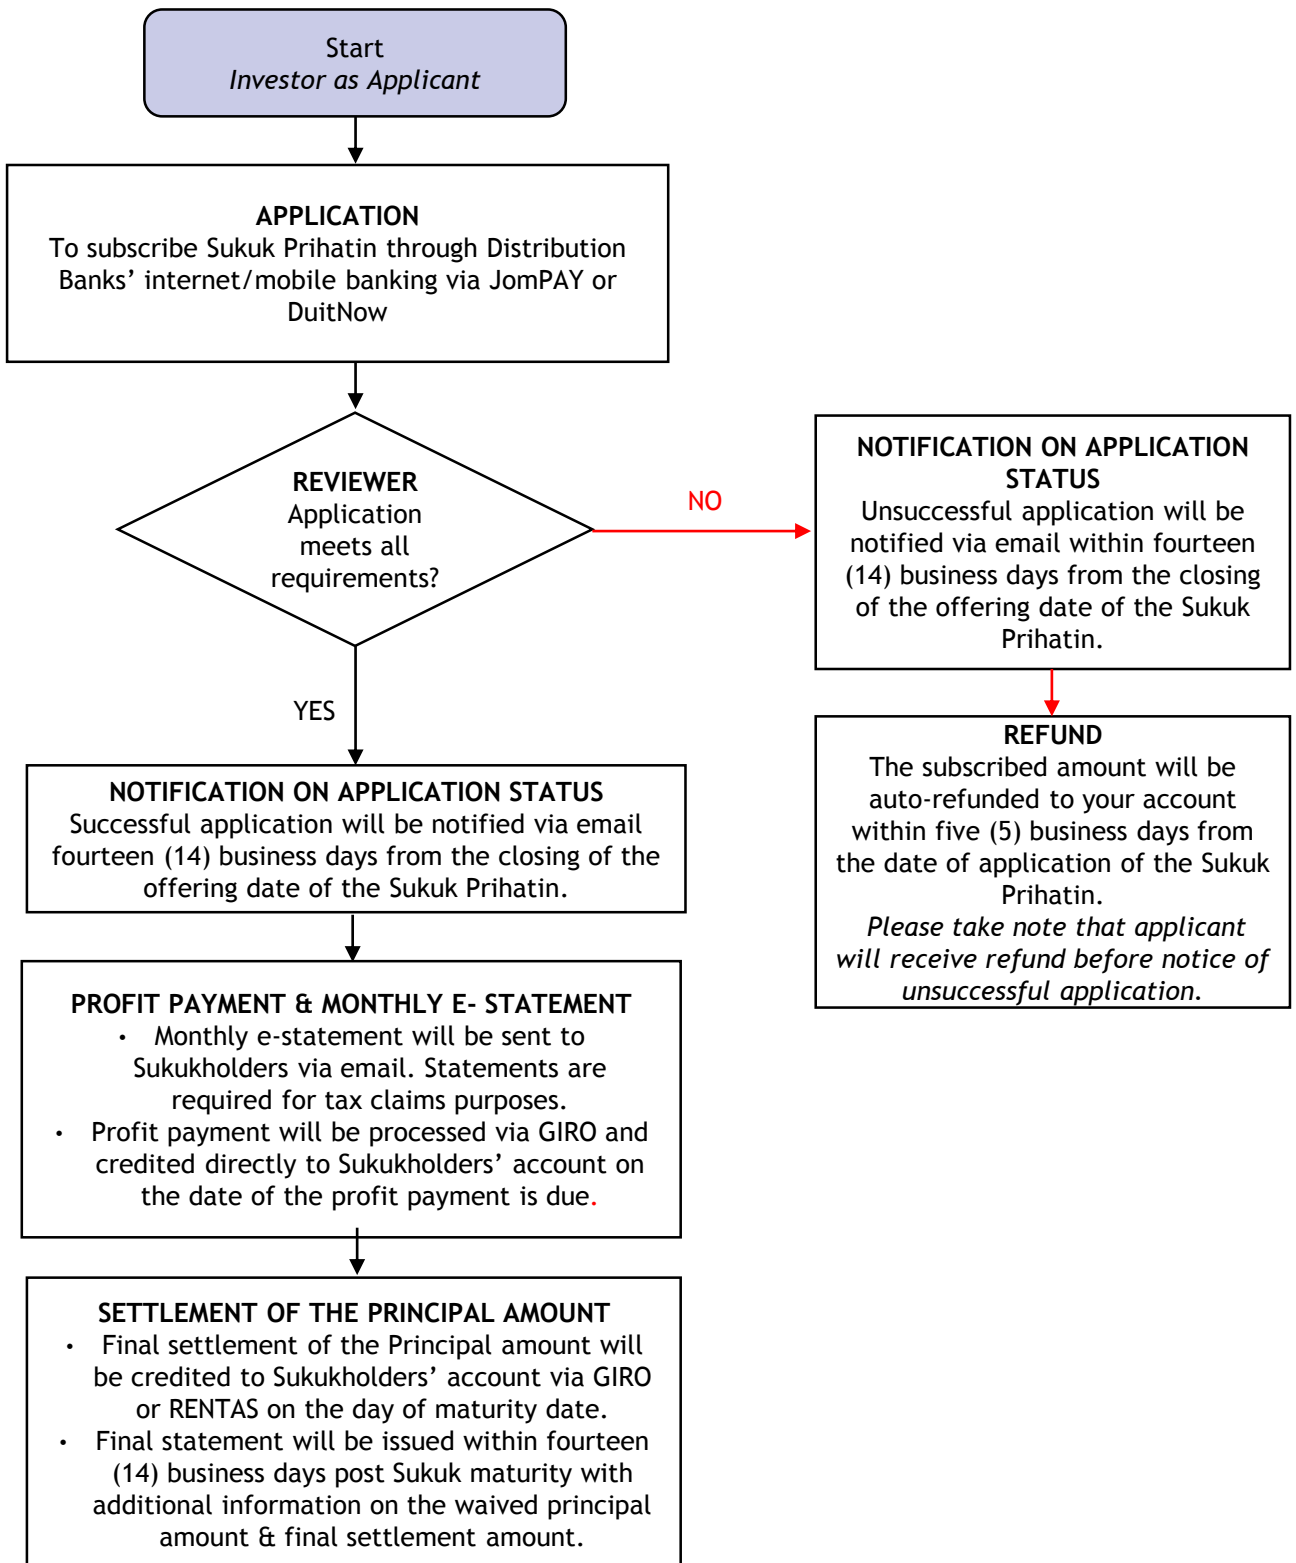 Start
Investor as Applicant
APPLICATION
To subscribe Sukuk Prihatin through Distribution
Banks’ internet/mobile banking via JomPAY or
DuitNow
REVIEWER
Application
meets all
requirements?
NO
NOTIFICATION ON APPLICATION
STATUS
Unsuccessful application will be
notified via email within fourteen
(14) business days from the closing
of the offering date of the Sukuk
Prihatin.
REFUND
The subscribed amount will be
auto-refunded to your account
within five (5) business days from
the date of application of the Sukuk
Prihatin.
Please take note that applicant
will receive refund before notice of
unsuccessful application.
YES
NOTIFICATION ON APPLICATION STATUS
Successful application will be notified via email
fourteen (14) business days from the closing of the
offering date of the Sukuk Prihatin.
PROFIT PAYMENT & MONTHLY E- STATEMENT
• Monthly e-statement will be sent to
Sukukholders via email. Statements are
required for tax claims purposes.
• Profit payment will be processed via GIRO and
credited directly to Sukukholders’ account on
the date of the profit payment is due.
SETTLEMENT OF THE PRINCIPAL AMOUNT
• Final settlement of the Principal amount will
be credited to Sukukholders’ account via GIRO
or RENTAS on the day of maturity date.
• Final statement will be issued within fourteen
(14) business days post Sukuk maturity with
additional information on the waived principal
amount & final settlement amount.